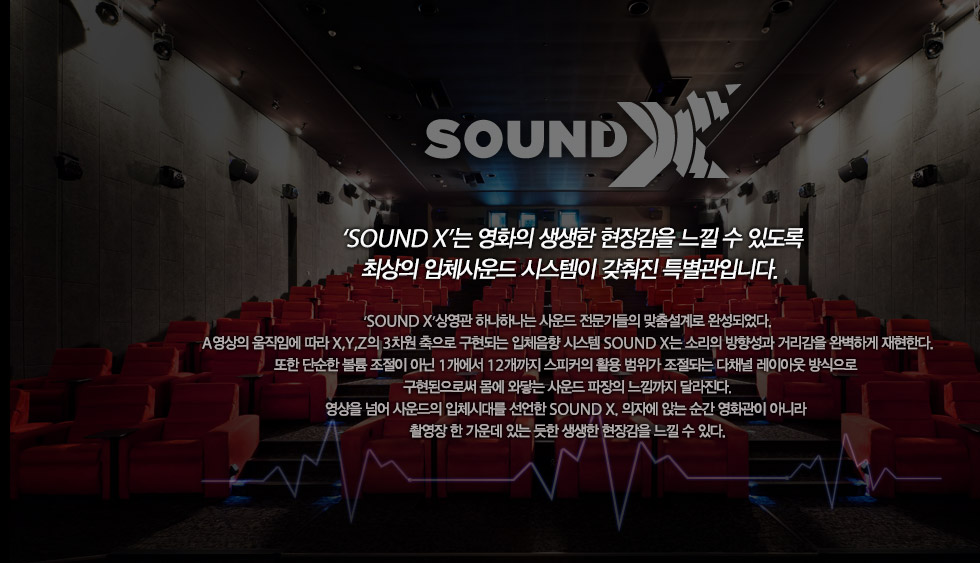 SOUND X
‘SOUND X’는 영화의 생생한 현장감을 느낄 수 있도록
최상의 입체사운드 시스템이 갖춰진 특별관입니다.
‘SOUND X’상영관 하나하나는 사운드 전문가들의 맞춤설계로 완성되었다.
A영상의 움직임에 따라 X,Y,Z의 3차원 축으로 구현되는 입체음향 시스템 SOUND X는 소리의 방향성과 거리감을 완벽하게 재현한다.
또한 단순한 볼륨 조절이 아닌 1개에서 12개까지 스피커의 활용 범위가 조절되는 다채널 레이아웃 방식으로
구현됨으로써 몸에 와닿는 사운드 파장의 느낌까지 달라진다.
영상을 넘어 사운드의 입체시대를 선언한 SOUND X, 의자에 앉는 순간 영화관이 아니라
촬영장 한 가운데 있는 듯한 생생한 현장감을 느낄 수 있다.